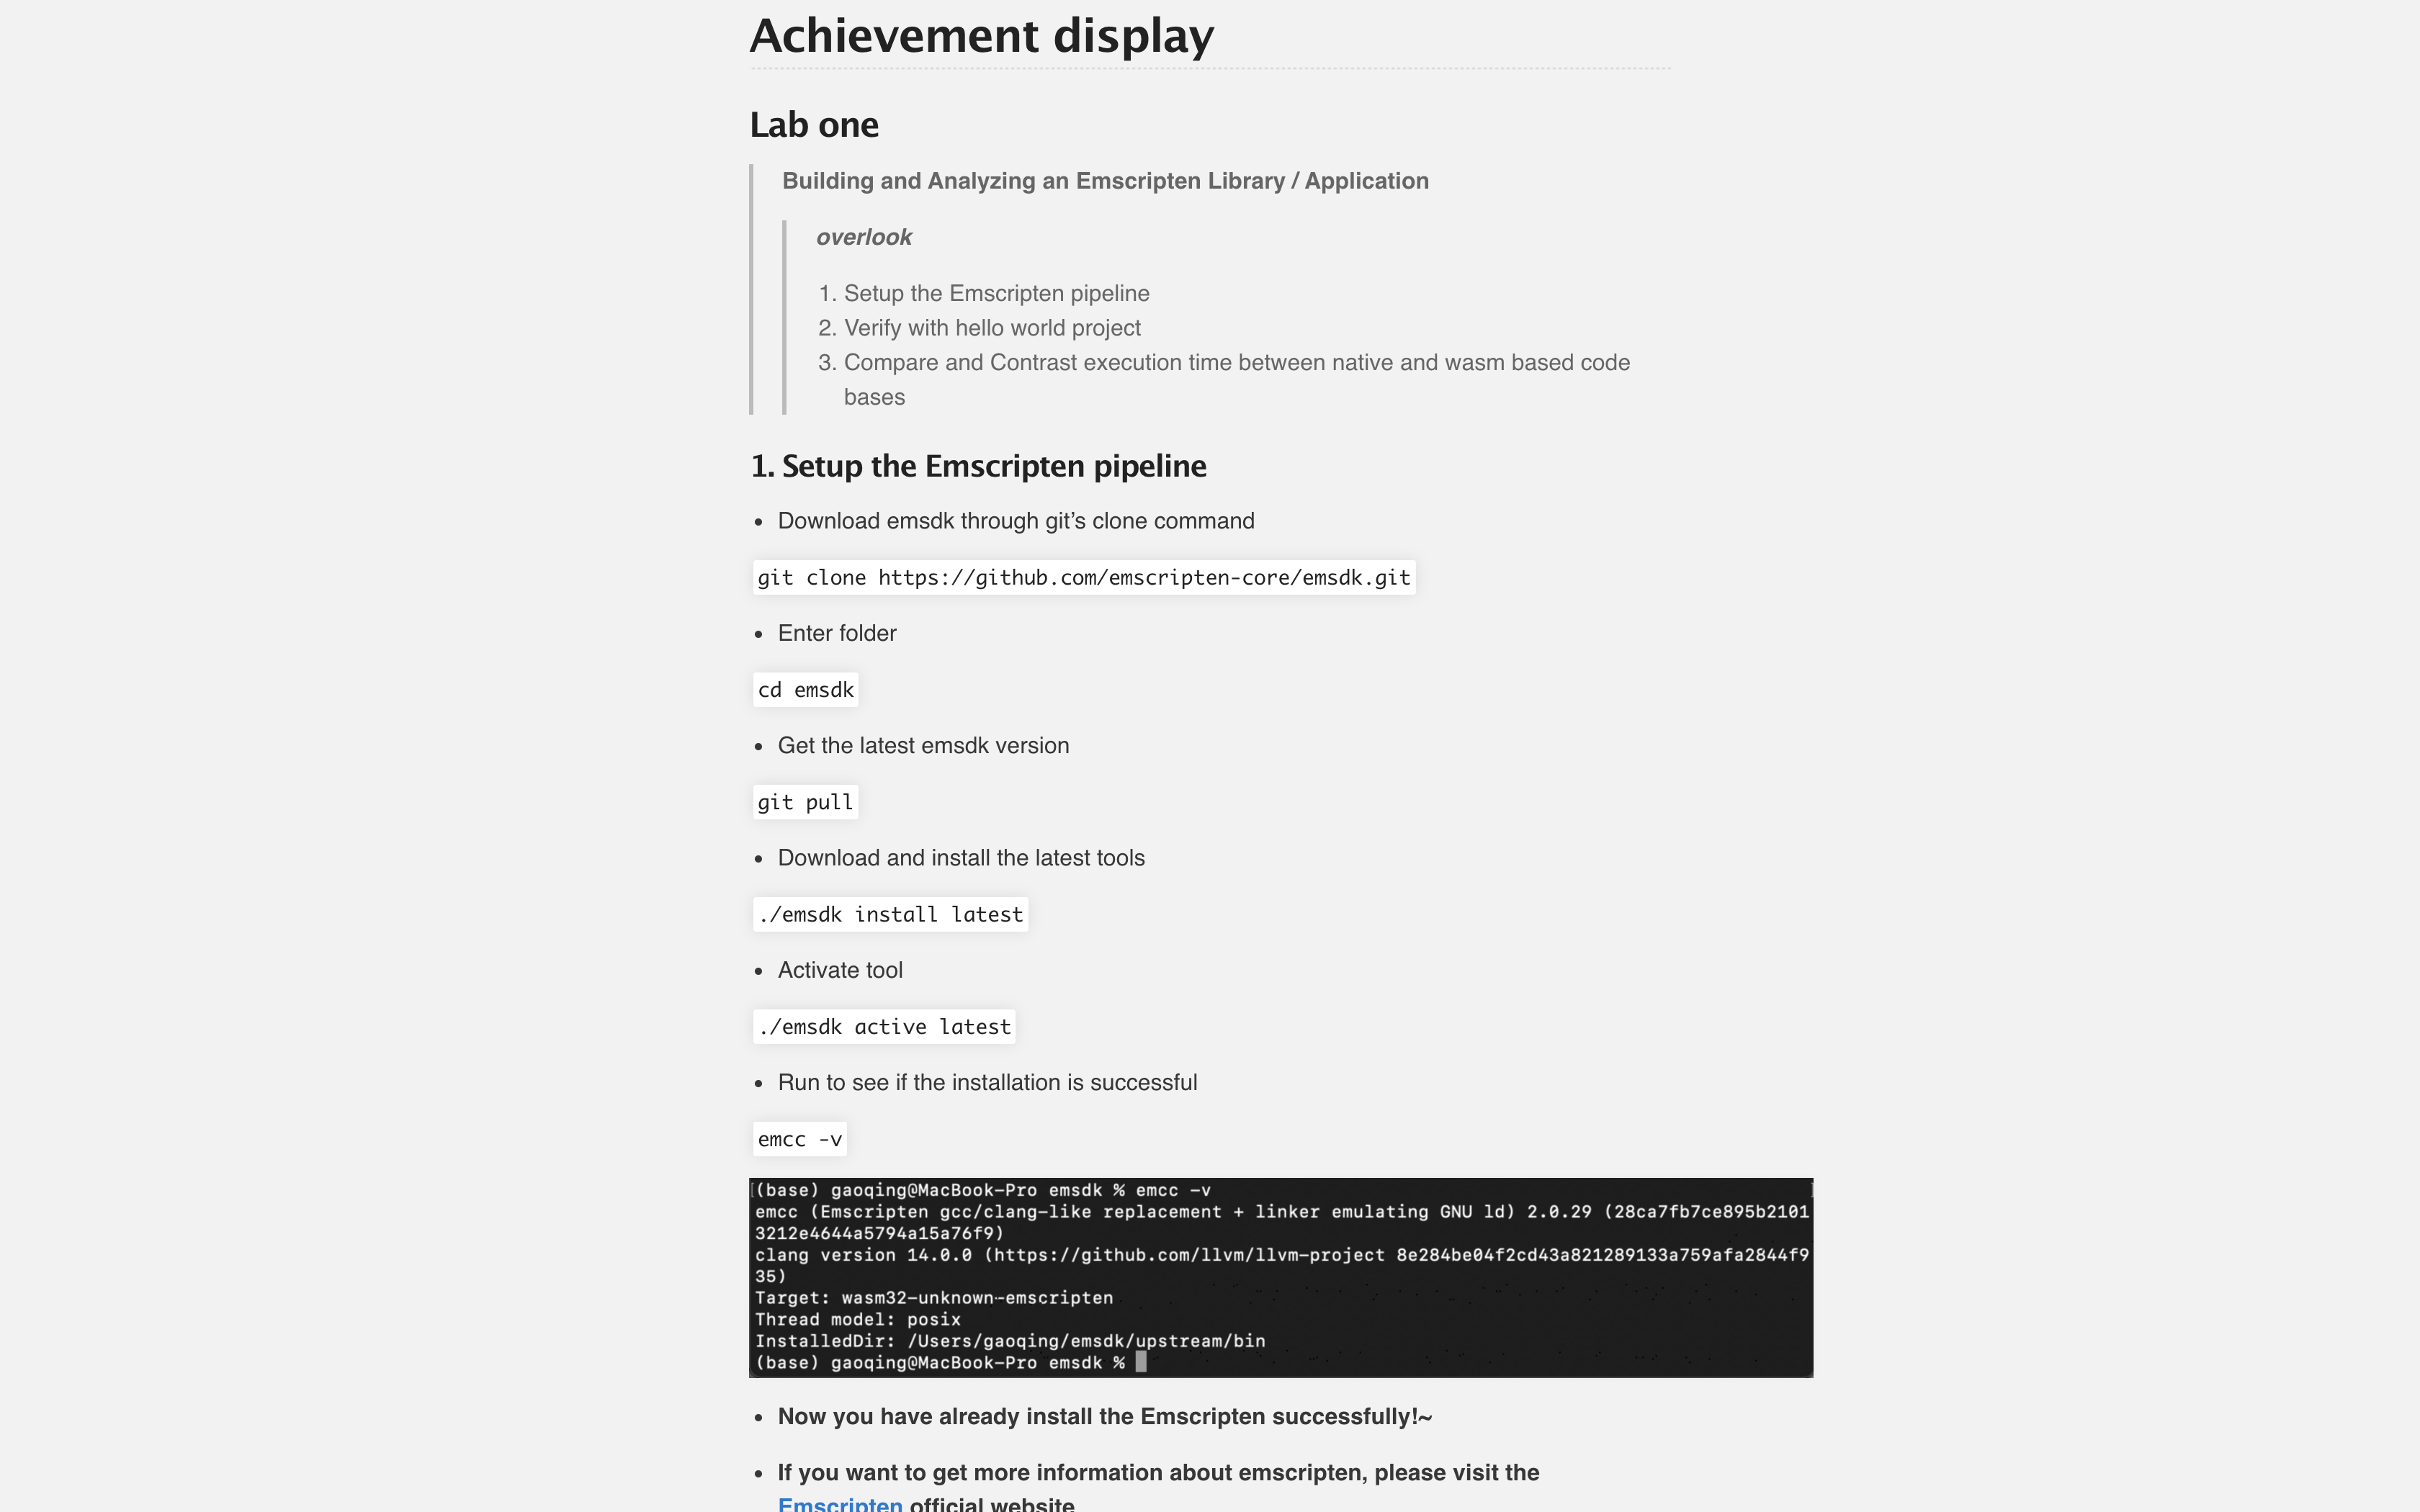 Achievement display
Lab one
Building and Analyzing an Emscripten Library / Application
overlook
1. Setup the Emscripten pipeline
2. Verify with hello world project
3. Compare and Contrast execution time between native and wasm based code
bases
1. Setup the Emscripten pipeline
• Download emsdk through git’s clone command
git clone https://github.com/emscripten-core/emsdk.git
• Enter folder
cd emsdk
• Get the latest emsdk version
git pull
• Download and install the latest tools
./emsdk install latest
• Activate tool
./emsdk active latest
• Run to see if the installation is successful
emcc -v
(base) gaoqing@MacBook-Pro emsdk % emcc -v
emcc (Emscripten gcc/clang-like replacement + linker emulating GNU ld) 2.0.29 (28ca7fb7ce895b2101
3212e4644a5794a15a76f9)
clang version 14.0.0 (https://github.com/llvm/llvm-project 8e284be04f2cd43a821289133a759afa2844f9
35)
Target: wasm32-unknown-emscripten
Thread model: posix
InstalledDir: /Users/gaoqing/emsdk/upstream/bin
(base) gaoqing@MacBook-Pro emsdk %
• Now you have already install the Emscripten successfully!~
• If you want to get more information about emscripten, please visit the
Emscripten official website